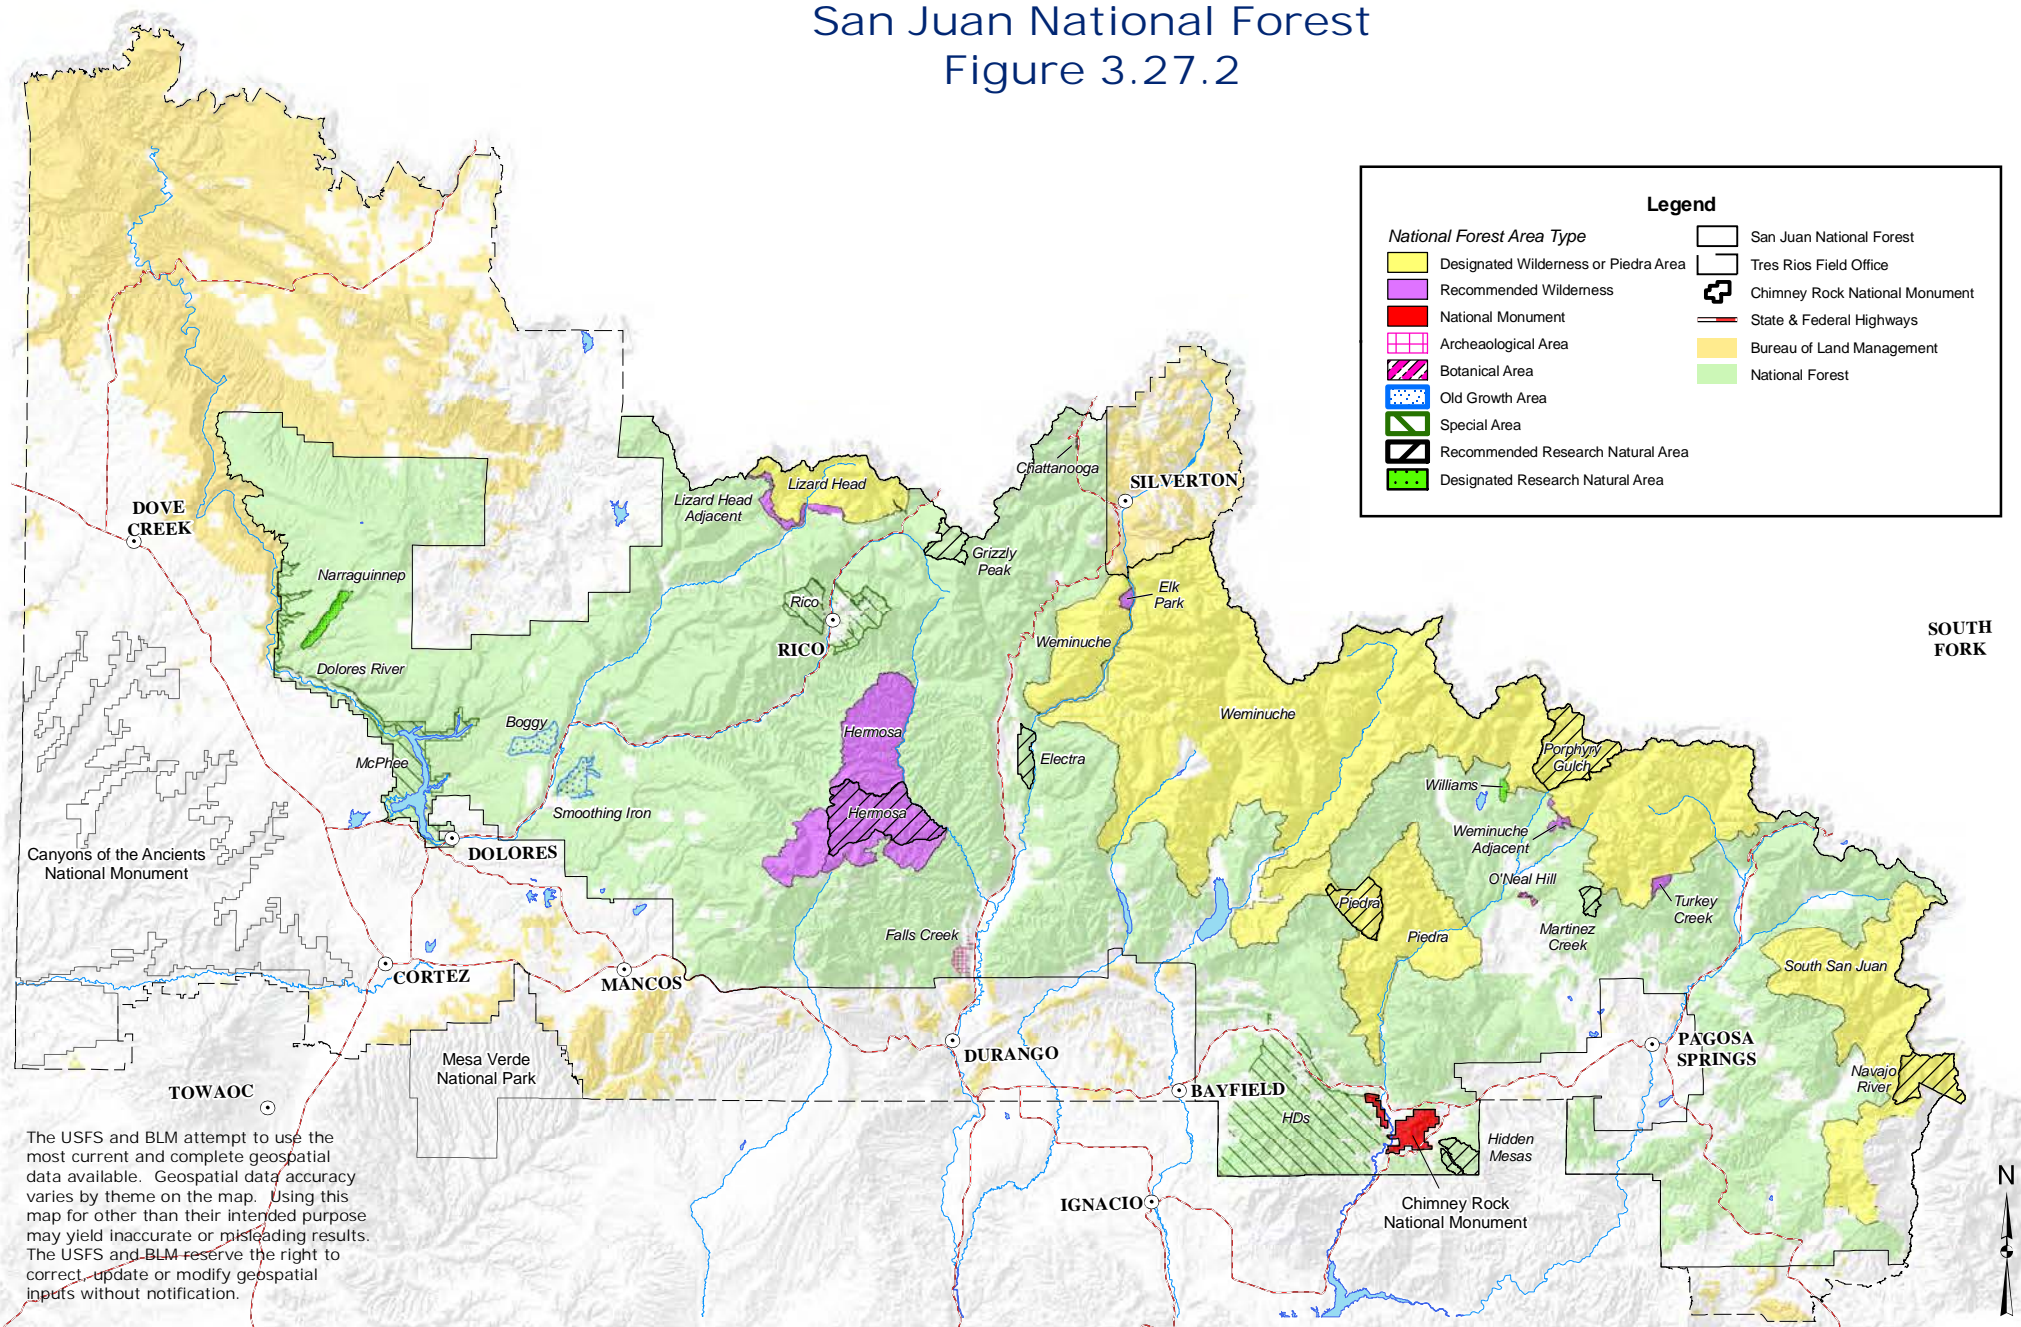 San Juan National Forest
Figure 3.27.2
Legend
National Forest Area Type
Designated Wilderness or Piedra Area
Recommended Wilderness
National Monument
Archeaological Area
Botanical Area
Old Growth Area
Special Area
Recommended Research Natural Area
Designated Research Natural Area
San Juan National Forest
Tres Rios Field Office
Chimney Rock National Monument
State & Federal Highways
Bureau of Land Management
National Forest
Chattanooga
SILVERTON
Lizard Head
Lizard Head
Adjacent
DOVE
CREEK
Grizzly
Peak
Narraguinnep
Rico
RICO
Elk
Park
Weminuche
SOUTH
FORK
Dolores River
Boggy
Hermosa
Weminuche
McPhee
Electra
Porphyry
Gulch
Williams
Smoothing Iron
Hermosa
Weminuche
Adjacent
DOLORES
Canyons of the Ancients
National Monument
O'Neal Hill
Piedra
Turkey
Creek
Martinez
Creek
Falls Creek
Piedra
South San Juan
CORTEZ
MANCOS
DURANGO
PAGOSA
SPRINGS
Mesa Verde
National Park
Navajo
River
TOWAOC
BAYFIELD
HDs
Hidden
Mesas
IGNACIO
Chimney Rock
National Monument
N
The USFS and BLM attempt to use the
most current and complete geospatial
data available.  Geospatial data accuracy
varies by theme on the map.  Using this
map for other than their intended purpose
may yield inaccurate or misleading results.
The USFS and BLM reserve the right to
correct, update or modify geospatial
inputs without notification.